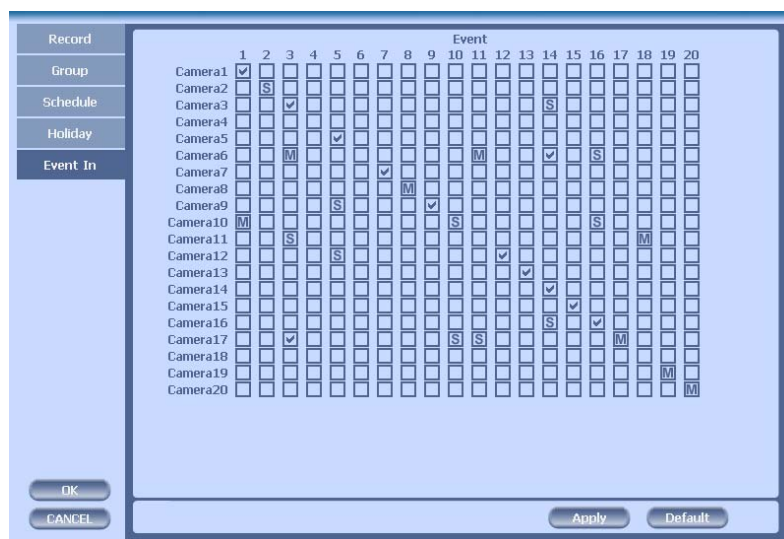 Record
Group
Schedule
Holiday
Event In
OK
CANCEL
Event
1 2 3 4 5 6 7 8 9 10 11 12 13 14 15 16 17 18 19 20
Camera1
Camera2 S
Camera3 S
Camera4
Camera5
Camera6 M M S
Camera7
Camera8 M
Camera9 S
Camera10 M S S
Camera11 S M
Camera12 S
Camera13
Camera14
Camera15
Camera16 S
Camera17 S S M
Camera18
Camera19 M
Camera20 M
Apply Default